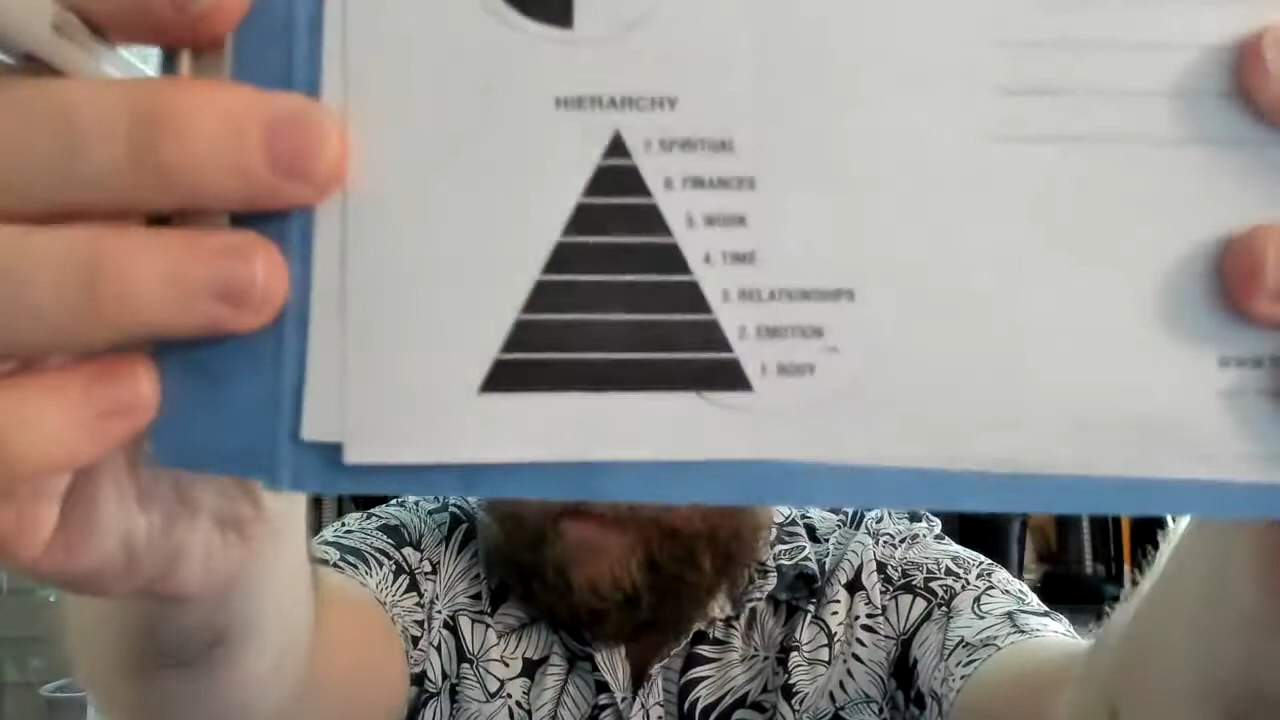 HIERARCHY
7. SPIRITUAL
6. FINANCES
5. WORK
4. TIME
3. RELATIONSHIPS
2. EMOTION
1. BODY